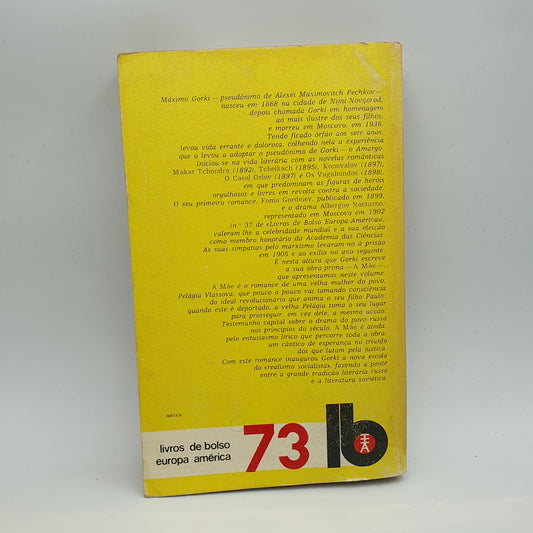 Máximo Gorki — pseudónimo de Alexei Maximovitch Pechkov —
nasceu em 1868 na cidade de Nijni-Novgorod,
depois chamada Gorki em homenagem
ao mais ilustre dos seus filhos,
e morreu em Moscovo, em 1936.
Tendo ficado órfão aos sete anos,
levou vida errante e dolorosa, colhendo nela a experiência
que o levou a adoptar o pseudónimo de Gorki — o Amargo.
Iniciou-se na vida literária com as novelas românticas
Makar Tchondra (1892), Tchelkach (1895), Konovalov (1897),
O Casal Orlov (1897) e Os Vagabundos (1898),
em que predominam as figuras de heróis
orgulhosos e livres em revolta contra a sociedade.
O seu primeiro romance, Foma Gordeiev, publicado em 1899,
e o drama Albergue Nocturno,
representado em Moscovo em 1902
(n.º 37 de «Livros de Bolso Europa-América»),
valeram-lhe a celebridade mundial e a sua eleição
como membro honorário da Academia das Ciências.
As suas simpatias pelo marxismo levaram-no à prisão
em 1905 e ao exílio no ano seguinte.
É nesta altura que Gorki escreve
a sua obra prima — A Mãe —,
que apresentamos neste volume.
A Mãe é o romance de uma velha mulher do povo,
Pelágia Vlassova, que pouco a pouco vai tomando consciência
do ideal revolucionário que anima o seu filho Paulo:
quando este é deportado, a velha Pelágia toma o seu lugar
para prosseguir, em vez dele, a mesma acção.
Testemunho capital sobre o drama do povo russo
nos princípios do século, A Mãe é ainda,
pelo entusiasmo lírico que percorre toda a obra,
um cântico de esperança no triunfo
dos que lutam pela justiça.
Com este romance inaugurou Gorki a nova escola
do «realismo socialista», fazendo a ponte
entre a grande tradição literária russa
e a literatura soviética.
livros de bolso
europa américa
73
lb
EA